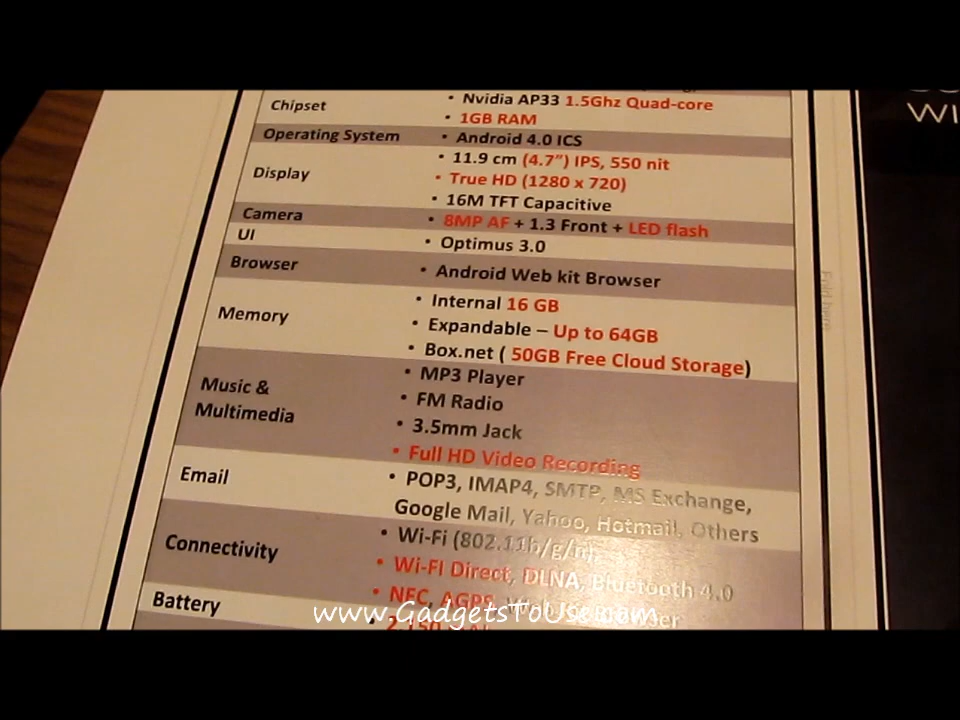 Chipset
• Nvidia AP33 1.5Ghz Quad-core
• 1GB RAM
Operating System
• Android 4.0 ICS
Display
• 11.9 cm (4.7”) IPS, 550 nit
• True HD (1280 x 720)
• 16M TFT Capacitive
Camera
• 8MP AF + 1.3 Front + LED flash
UI
• Optimus 3.0
Browser
• Android Web kit Browser
Memory
• Internal 16 GB
• Expandable – Up to 64GB
• Box.net ( 50GB Free Cloud Storage)
Music &
Multimedia
• MP3 Player
• FM Radio
• 3.5mm Jack
• Full HD Video Recording
Email
• POP3, IMAP4, SMTP, MS Exchange,
Google Mail, Yahoo, Hotmail, Others
Connectivity
• Wi-Fi (802.11b/g/n),
• Wi-FI Direct, DLNA, Bluetooth 4.0
• NFC, AGPS,
Battery
www.GadgetsToUse.com
WI
Fold here